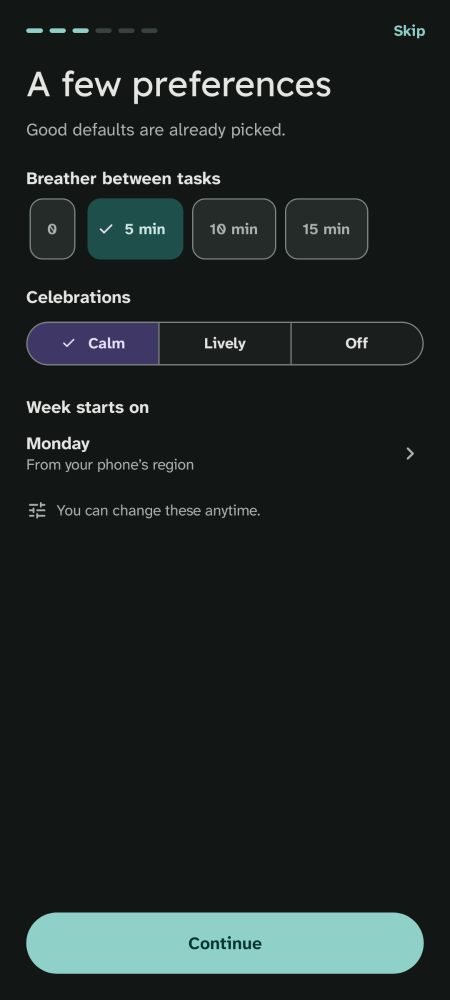 Skip
A few preferences
Good defaults are already picked.
Breather between tasks
0 5 min 10 min 15 min
Celebrations
Calm Lively Off
Week starts on
Monday
From your phone’s region
You can change these anytime.
Continue